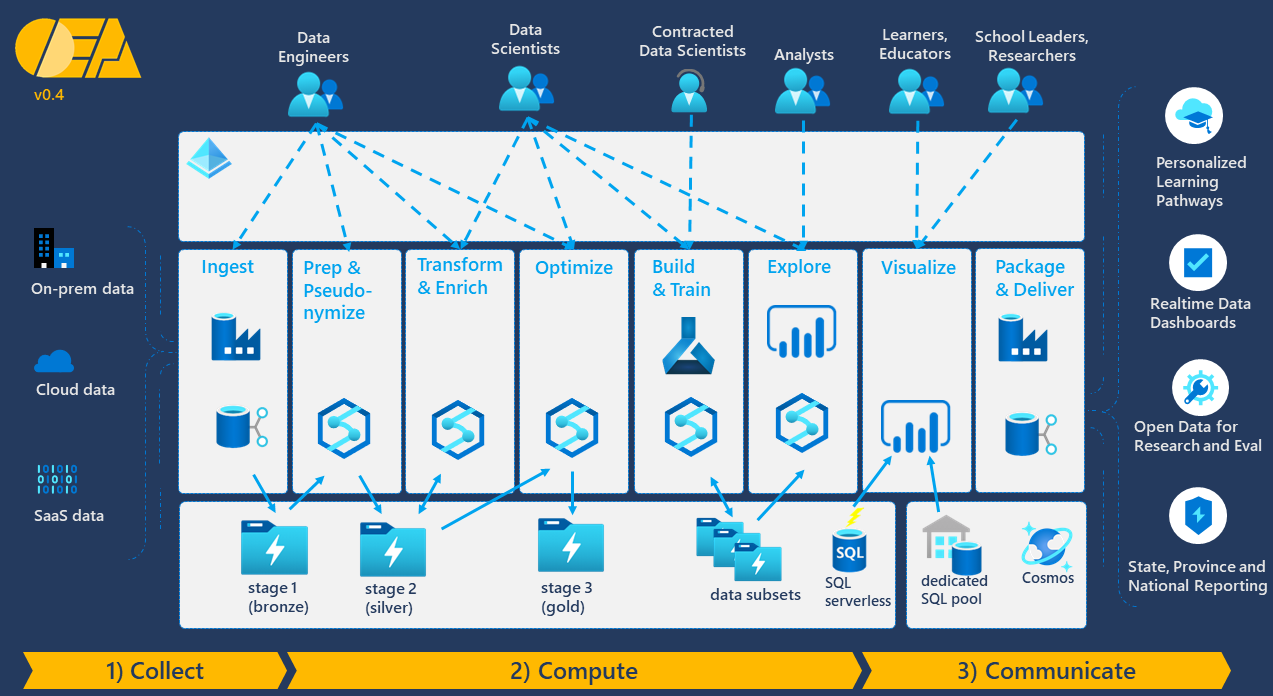 OEA
v0.4
Data
Engineers
Data
Scientists
Contracted
Data Scientists
Analysts
Learners,
Educators
School Leaders,
Researchers
On-prem data
Cloud data
SaaS data
Ingest
Prep &
Pseudo-
nymize
Transform
& Enrich
Optimize
Build
& Train
Explore
Visualize
Package
& Deliver
stage 1
(bronze)
stage 2
(silver)
stage 3
(gold)
data subsets
SQL
SQL
serverless
dedicated
SQL pool
Cosmos
Personalized
Learning
Pathways
Realtime Data
Dashboards
Open Data for
Research and Eval
State, Province and
National Reporting
1) Collect
2) Compute
3) Communicate